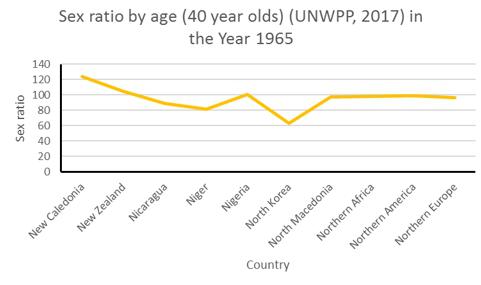 Sex ratio by age (40 year olds) (UNWPP, 2017) in
the Year 1965
140
120
100
80
60
40
20
0
Sex ratio
New Caledonia
New Zealand
Nicaragua
Niger
Nigeria
North Korea
North Macedonia
Northern Africa
Northern America
Northern Europe
Country